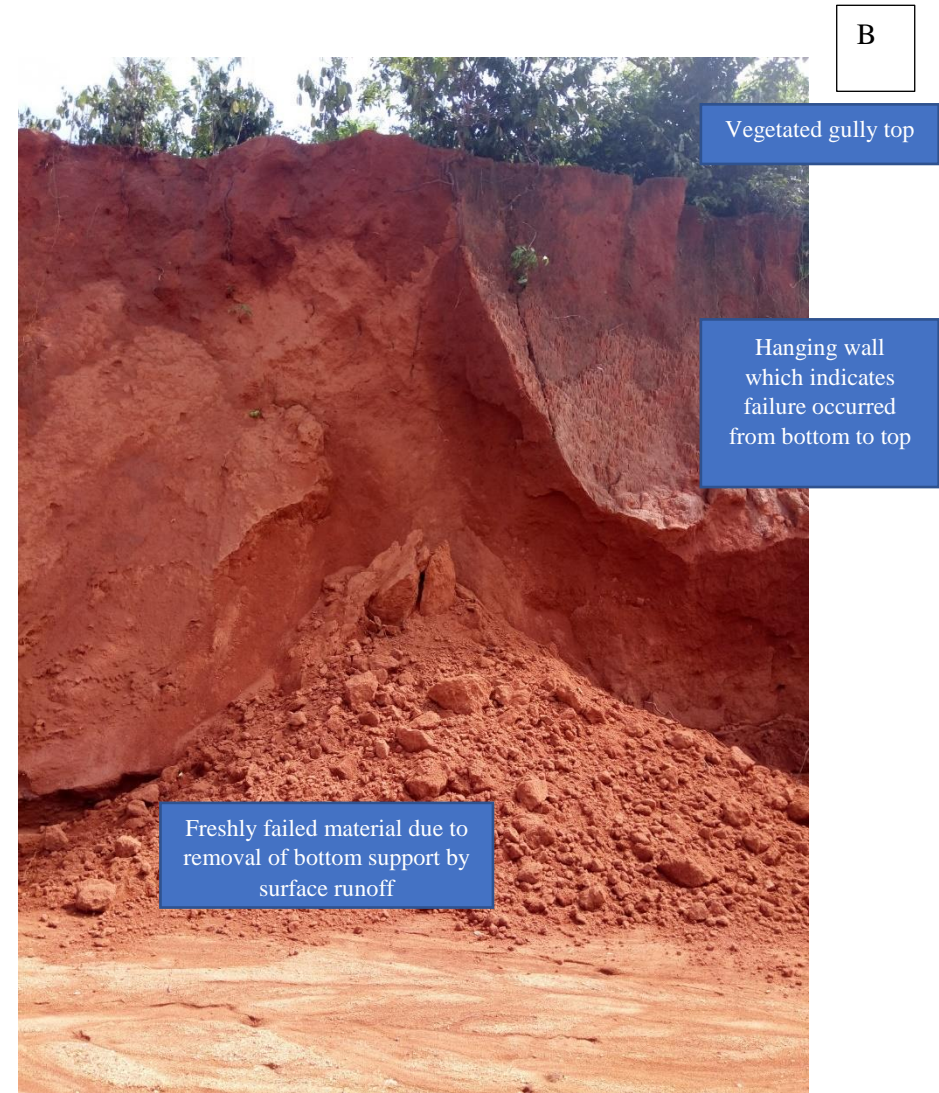 B
Vegetated gully top
Hanging wall
which indicates
failure occurred
from bottom to top
Freshly failed material due to
removal of bottom support by
surface runoff